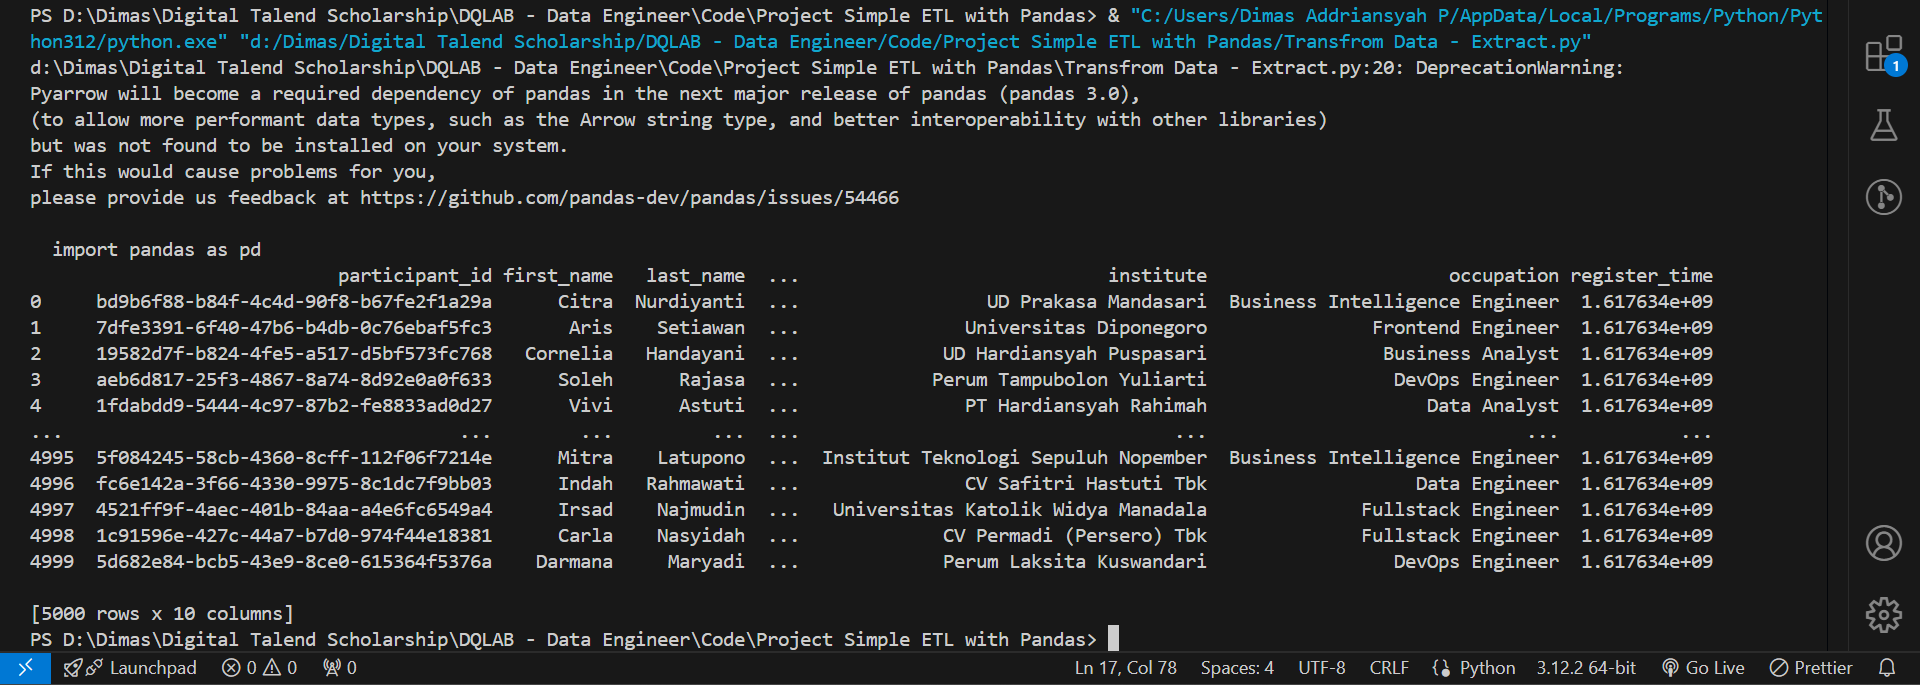 PS D:\Dimas\Digital Talend Scholarship\DQLAB - Data Engineer\Code\Project Simple ETL with Pandas> & "C:/Users/Dimas Addriansyah P/AppData/Local/Programs/Python/Pyt
hon312/python.exe" "d:/Dimas/Digital Talend Scholarship/DQLAB - Data Engineer/Code/Project Simple ETL with Pandas/Transfrom Data - Extract.py"
d:\Dimas\Digital Talend Scholarship\DQLAB - Data Engineer\Code\Project Simple ETL with Pandas\Transfrom Data - Extract.py:20: DeprecationWarning:
Pyarrow will become a required dependency of pandas in the next major release of pandas (pandas 3.0),
(to allow more performant data types, such as the Arrow string type, and better interoperability with other libraries)
but was not found to be installed on your system.
If this would cause problems for you,
please provide us feedback at https://github.com/pandas-dev/pandas/issues/54466
import pandas as pd
participant_id first_name last_name ... institute occupation register_time
0 bd9b6f88-b84f-4c4d-90f8-b67fe2f1a29a Citra Nurdiyanti ... UD Prakasa Mandasari Business Intelligence Engineer 1.617634e+09
1 7dfe3391-6f40-47b6-b4db-0c76ebaf5fc3 Aris Setiawan ... Universitas Diponegoro Frontend Engineer 1.617634e+09
2 19582d7f-b824-4fe5-a517-d5bf573fc768 Cornelia Handayani ... UD Hardiansyah Puspasari Business Analyst 1.617634e+09
3 aeb6d817-25f3-4867-8a74-8d92e0a0f633 Soleh Rajasa ... Perum Tampubolon Yuliarti DevOps Engineer 1.617634e+09
4 1fdabdd9-5444-4c97-87b2-fe8833ad0d27 Vivi Astuti ... PT Hardiansyah Rahimah Data Analyst 1.617634e+09
... ... ... ... ... ... ... ...
4995 5f084245-58cb-4360-8cff-112f06f7214e Mitra Latupono ... Institut Teknologi Sepuluh Nopember Business Intelligence Engineer 1.617634e+09
4996 fc6e142a-3f66-4330-9975-8c1dc7f9bb03 Indah Rahmawati ... CV Safitri Hastuti Tbk Data Engineer 1.617634e+09
4997 4521ff9f-4aec-401b-84aa-a4e6fc6549a4 Irsad Najmudin ... Universitas Katolik Widya Manadala Fullstack Engineer 1.617634e+09
4998 1c91596e-427c-44a7-b7d0-974f44e18381 Carla Nasyidah ... CV Permadi (Persero) Tbk Fullstack Engineer 1.617634e+09
4999 5d682e84-bcb5-43e9-8ce0-615364f5376a Darmana Maryadi ... Perum Laksita Kuswandari DevOps Engineer 1.617634e+09
[5000 rows x 10 columns]
PS D:\Dimas\Digital Talend Scholarship\DQLAB - Data Engineer\Code\Project Simple ETL with Pandas>
1
Launchpad 0 0 0 Ln 17, Col 78 Spaces: 4 UTF-8 CRLF Python 3.12.2 64-bit Go Live Prettier